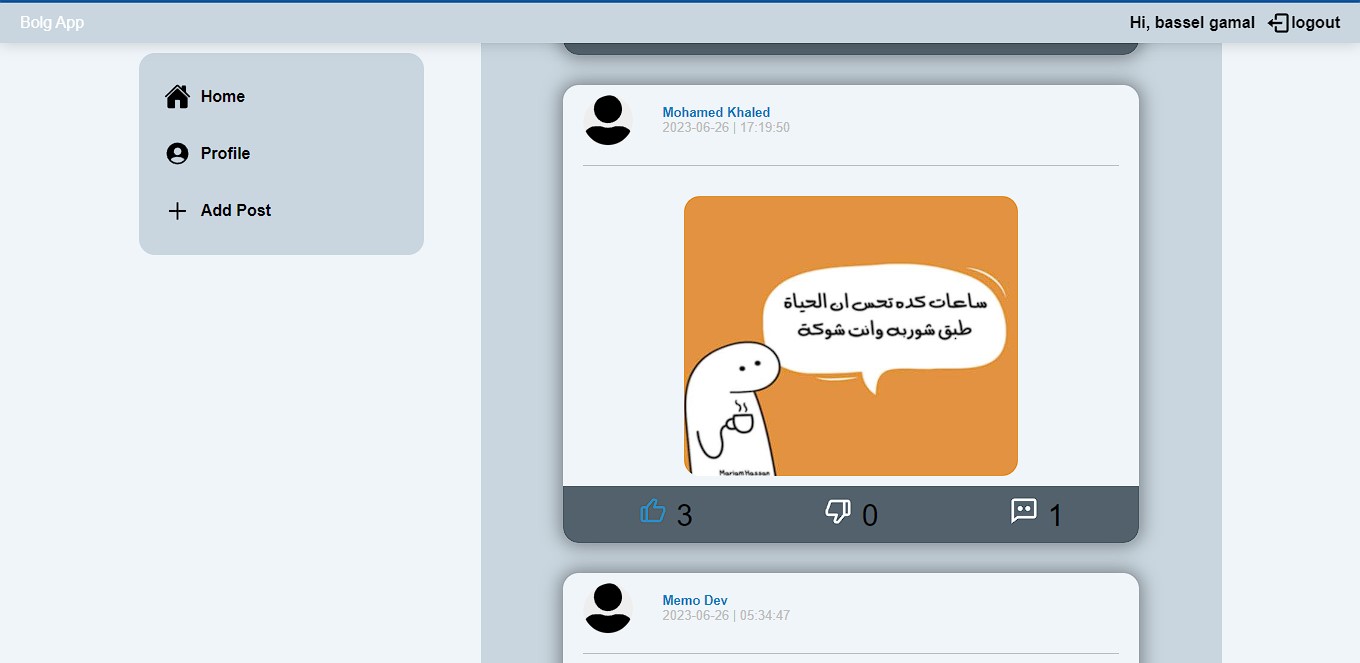 Bolg App
Hi, bassel gamal
logout
Home
Profile
Add Post
Mohamed Khaled
2023-06-26 | 17:19:50
ساعات كده تحس ان الحياة
طبق شوربه وانت شوكة
Mariam Hassan
3
0
1
Memo Dev
2023-06-26 | 05:34:47